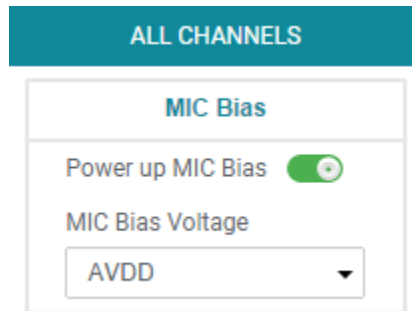 ALL CHANNELS
MIC Bias
Power up MIC Bias
MIC Bias Voltage
AVDD